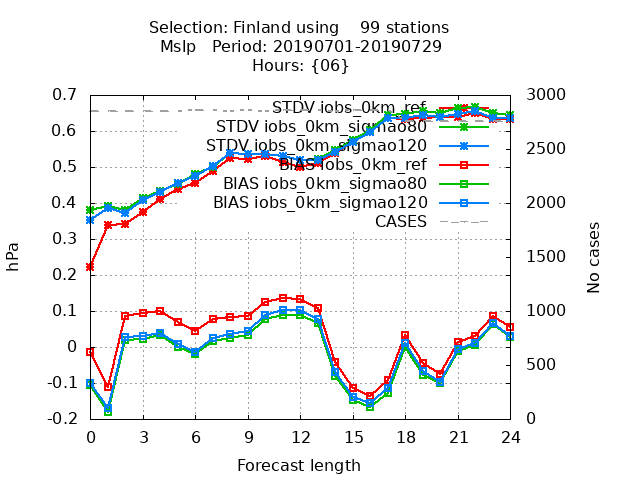 Selection: Finland using    99 stations
Mslp   Period: 20190701-20190729
Hours: {06}
0.7
0.6
0.5
0.4
0.3
0.2
0.1
0
-0.1
-0.2
hPa
3000
2500
2000
1500
1000
500
0
No cases
STDV iobs_0km_ref
STDV iobs_0km_sigmao80
STDV iobs_0km_sigmao120
BIAS iobs_0km_ref
BIAS iobs_0km_sigmao80
BIAS iobs_0km_sigmao120
CASES
0 3 6 9 12 15 18 21 24
Forecast length